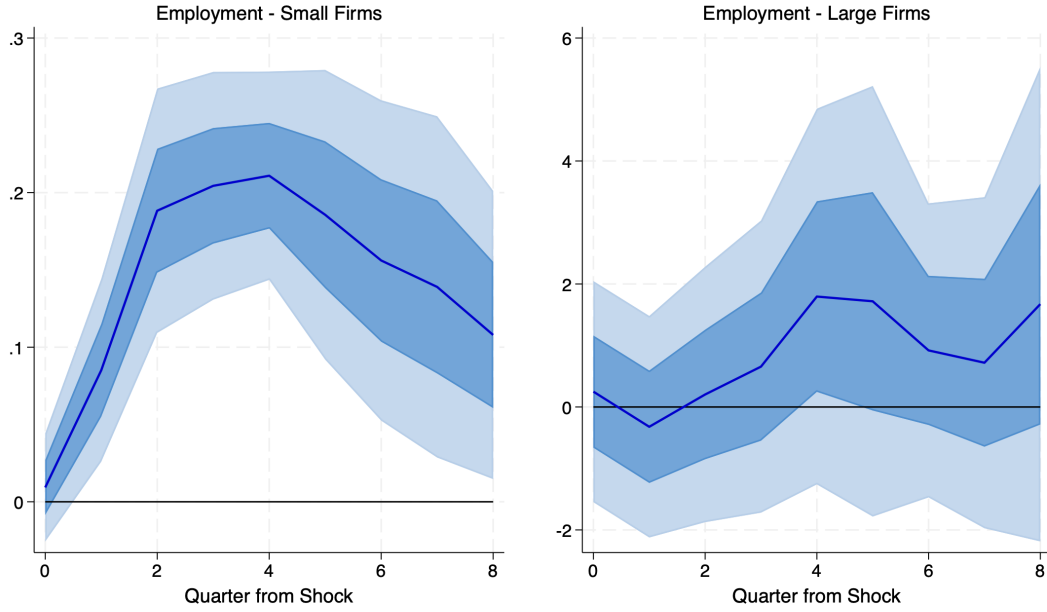 Employment - Small Firms
.3
.2
.1
0
0 2 4 6 8
Quarter from Shock
Employment - Large Firms
6
4
2
0
-2
0 2 4 6 8
Quarter from Shock